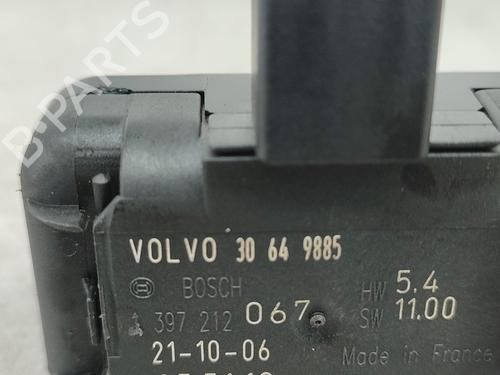 B-PARTS
VOLVO 30 64 9885
BOSCH HW 5.4
397 212 067 SW 11.00
21-10-06 Made in France